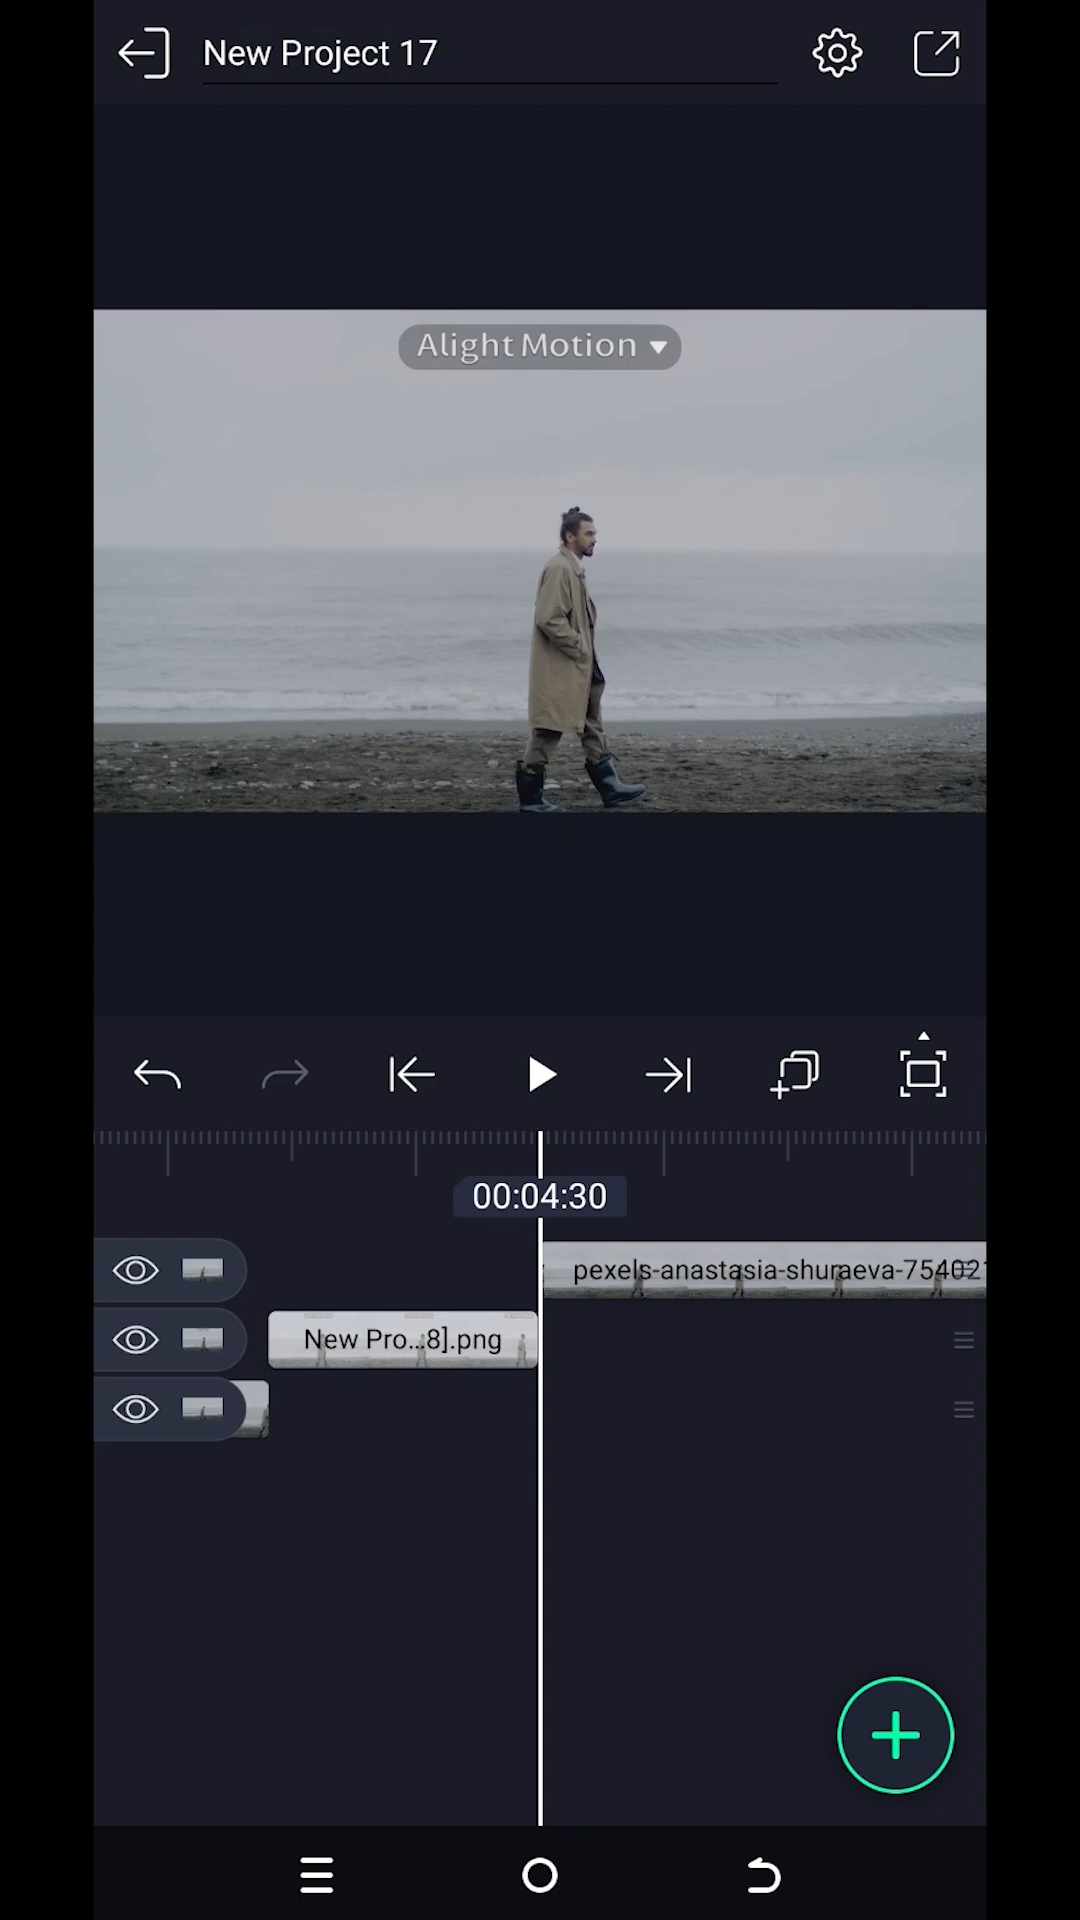 New Project 17
Alight Motion
00:04:30
pexels-anastasia-shuraeva-75402
New Pro...8].png